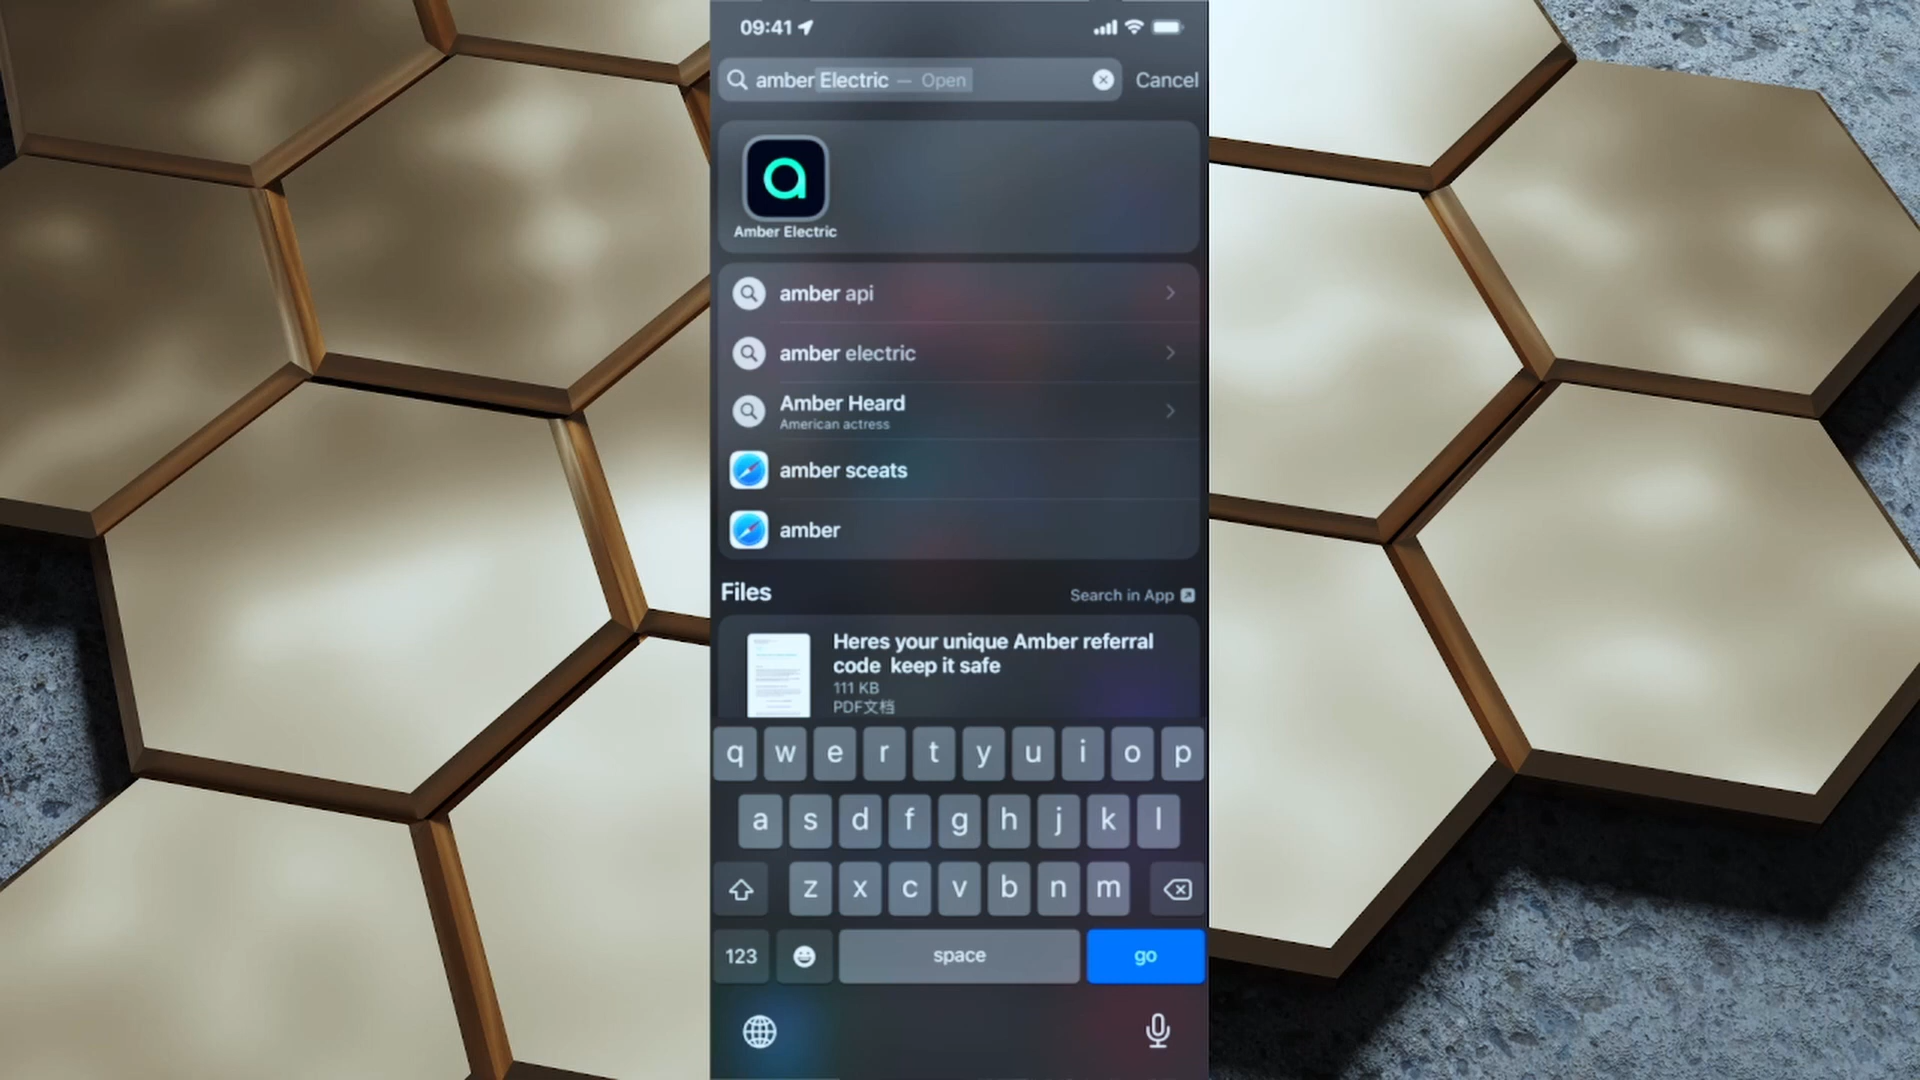 09:41
amber Electric — Open
Cancel
Amber Electric
amber api
amber electric
Amber Heard
American actress
amber sceats
amber
Files
Search in App
Heres your unique Amber referral
code keep it safe
111 KB
PDF文档
q w e r t y u i o p
a s d f g h j k l
z x c v b n m
123
space
go